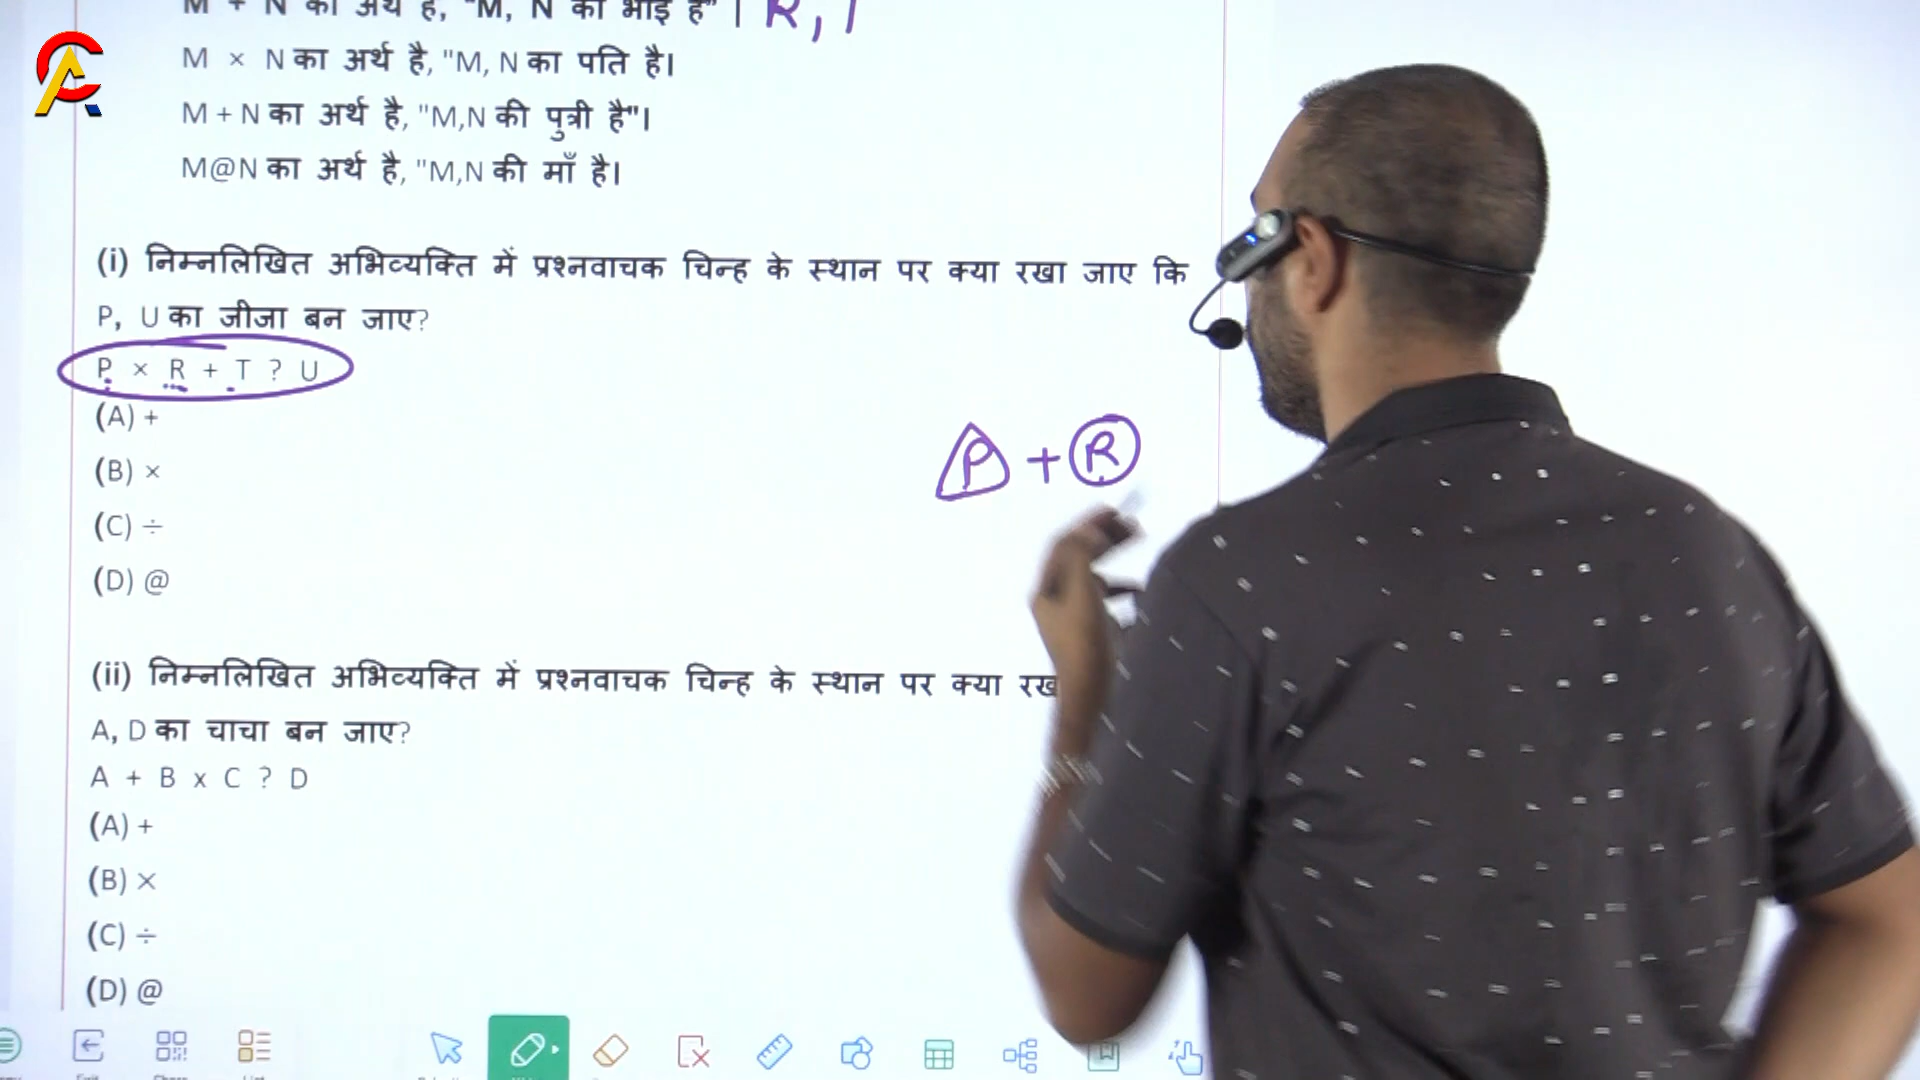 M N का अर्थ है, "M, N का भाई है"। R,
M × N का अर्थ है, "M, N का पति है।
M + N का अर्थ है, "M,N की पुत्री है"।
M@N का अर्थ है, "M,N की माँ है।
(i) निम्नलिखित अभिव्यक्ति में प्रश्नवाचक चिन्ह के स्थान पर क्या रखा जाए कि
P, U का जीजा बन जाए?
P × R + T ? U
(A) +
(B) ×
(C) ÷
(D) @
P + R
(ii) निम्नलिखित अभिव्यक्ति में प्रश्नवाचक चिन्ह के स्थान पर क्या रख
A, D का चाचा बन जाए?
A + B x C ? D
(A) +
(B) ×
(C) ÷
(D) @